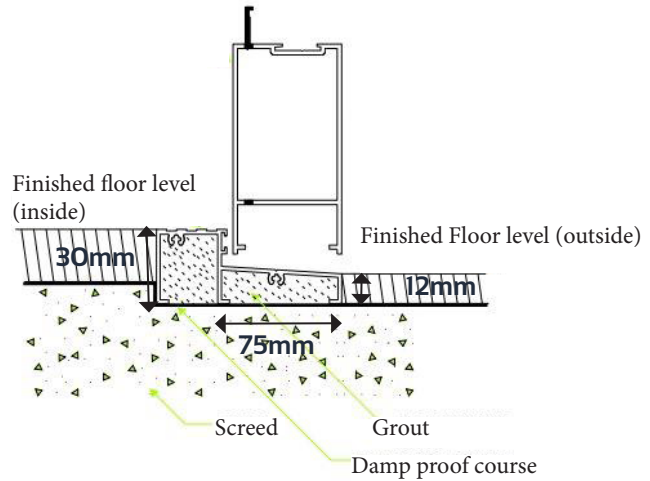 Finished floor level
(inside)
Finished Floor level (outside)
30mm
12mm
75mm
Screed
Grout
Damp proof course